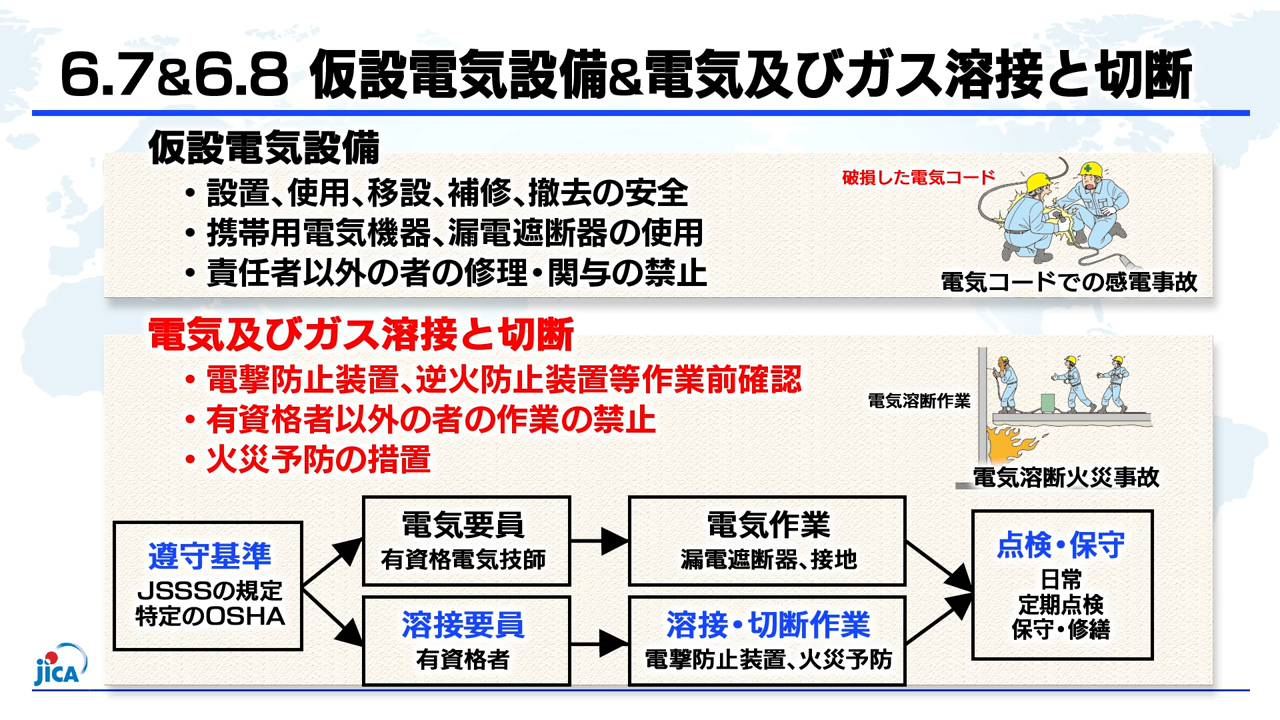 6.7&6.8 仮設電気設備&電気及びガス溶接と切断
仮設電気設備
・設置、使用、移設、補修、撤去の安全
・携帯用電気機器、漏電遮断器の使用
・責任者以外の者の修理・関与の禁止
破損した電気コード
電気コードでの感電事故
電気及びガス溶接と切断
・電撃防止装置、逆火防止装置等作業前確認
・有資格者以外の者の作業の禁止
・火災予防の措置
電気溶断作業
電気溶断火災事故
遵守基準
JSSSの規定
特定のOSHA
電気要員
有資格電気技師
電気作業
漏電遮断器、接地
溶接要員
有資格者
溶接・切断作業
電撃防止装置、火災予防
点検・保守
日常
定期点検
保守・修繕
jICA